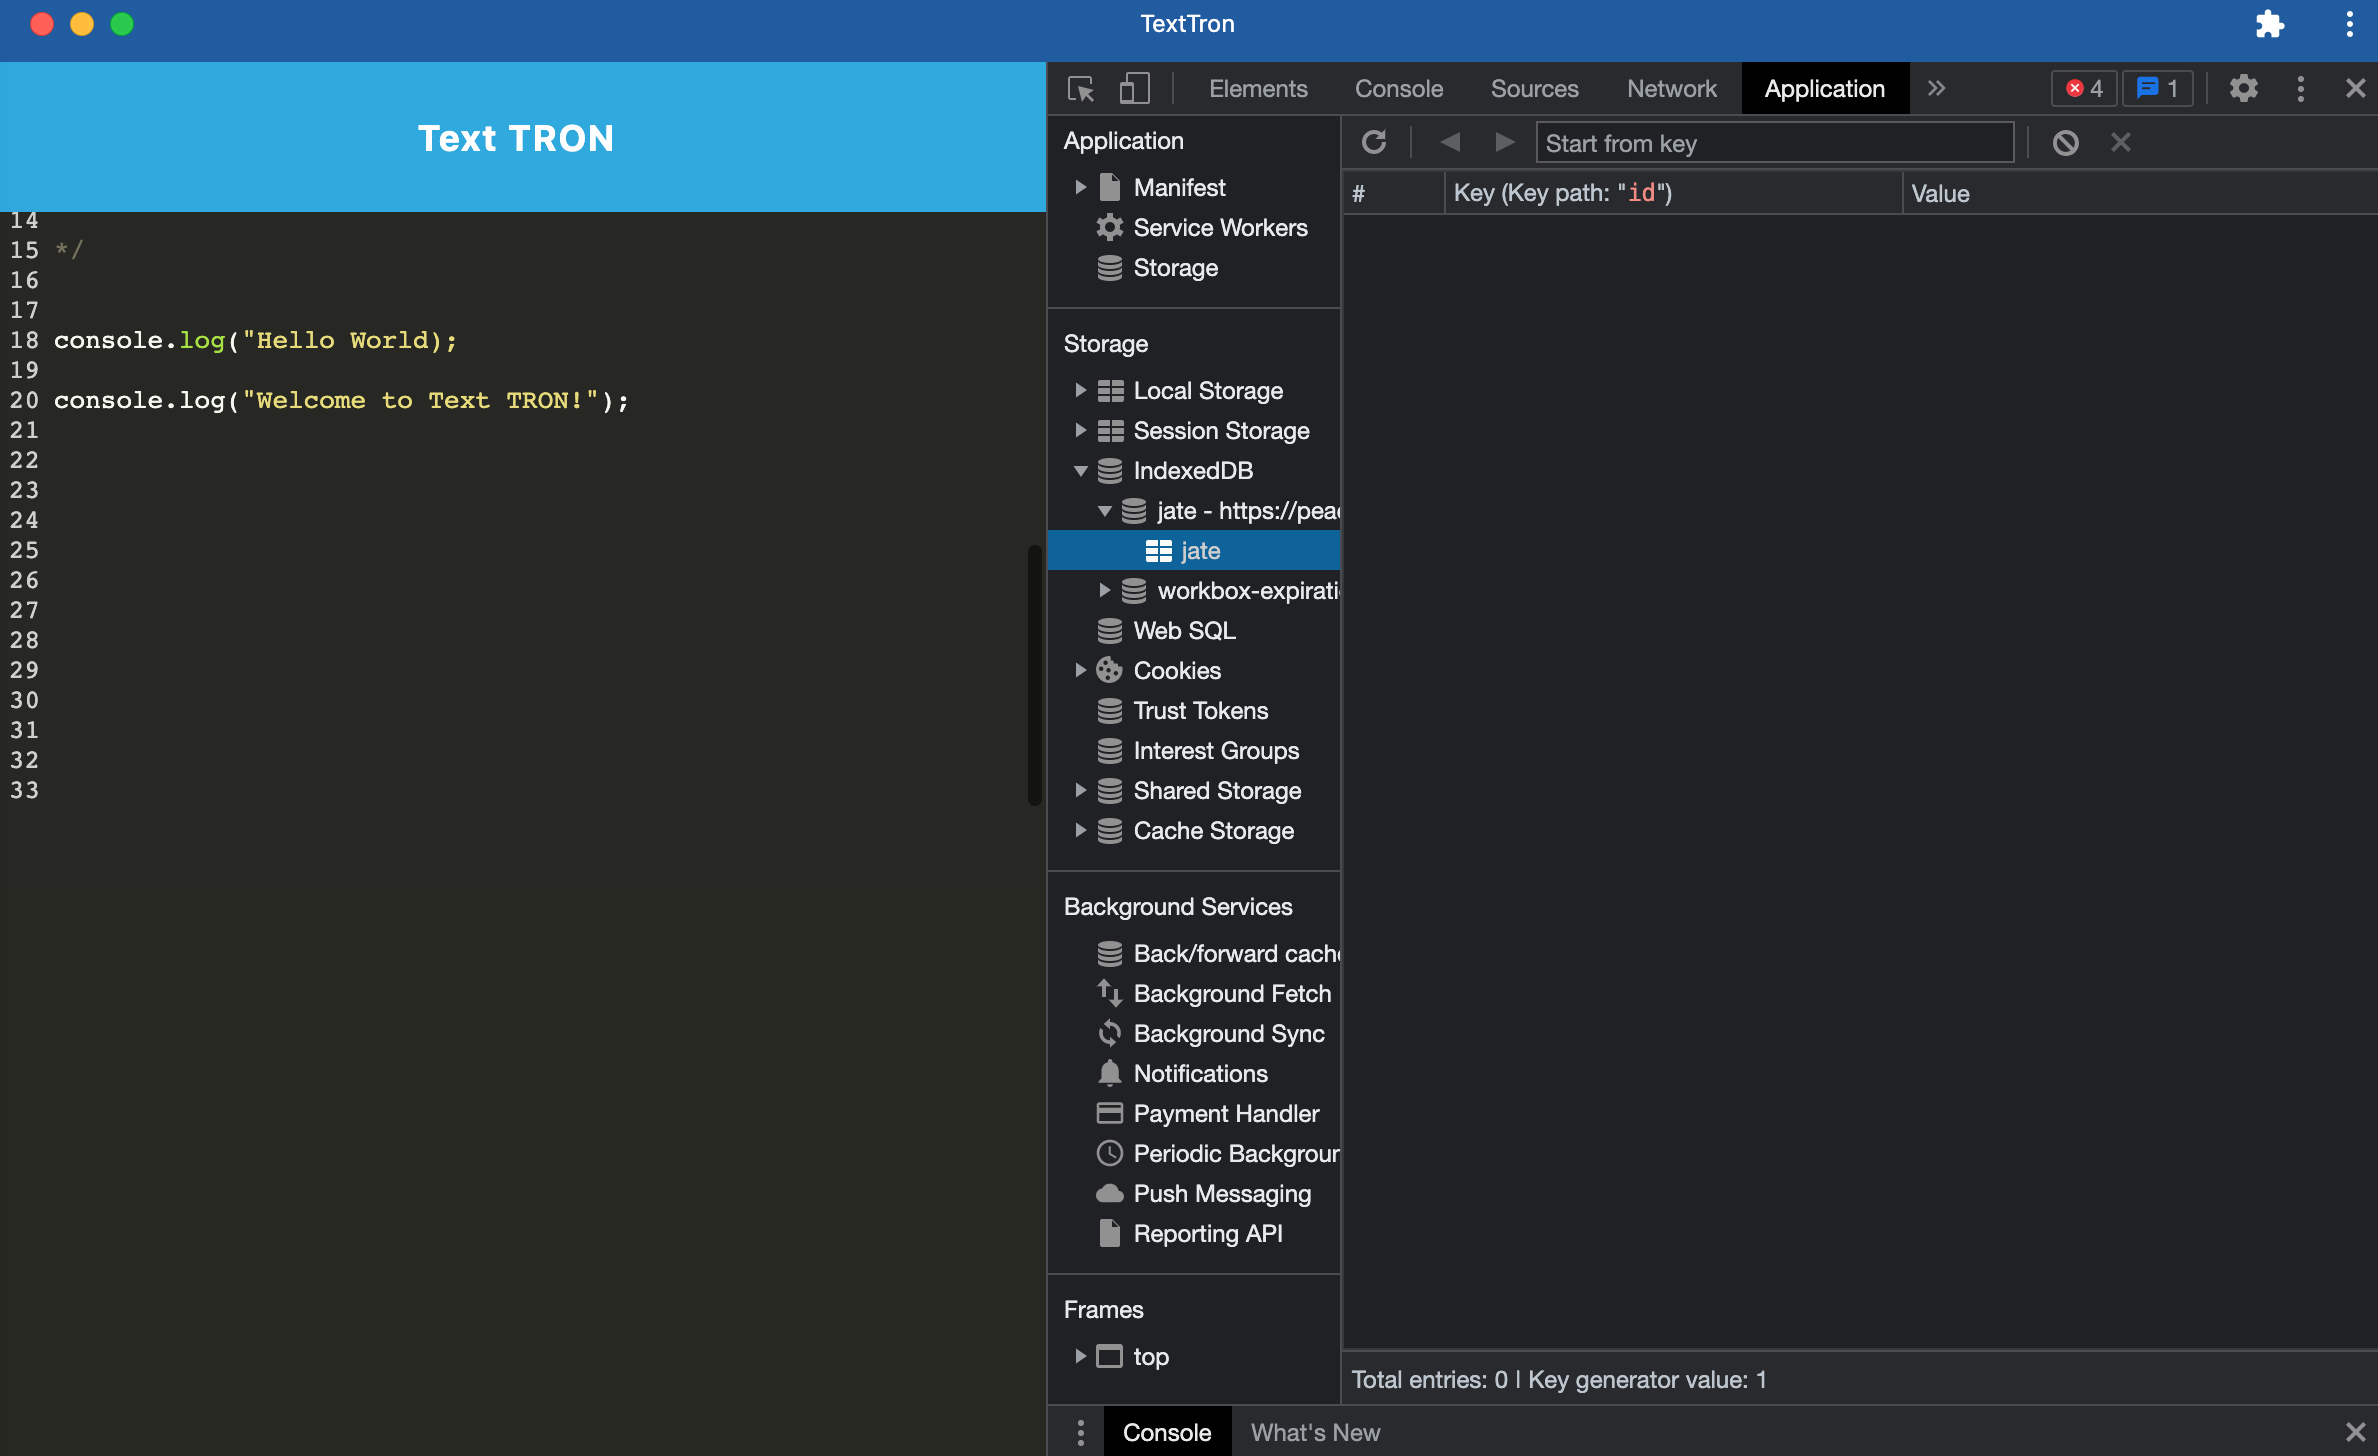 TextTron
Text TRON
14
15 */
16
17
18 console.log("Hello World);
19
20 console.log("Welcome to Text TRON!");
21
22
23
24
25
26
27
28
29
30
31
32
33
Elements Console Sources Network Application 4 1
Application
Manifest
Service Workers
Storage
Storage
Local Storage
Session Storage
IndexedDB
jate - https://pea
jate
workbox-expirati
Web SQL
Cookies
Trust Tokens
Interest Groups
Shared Storage
Cache Storage
Background Services
Back/forward cach
Background Fetch
Background Sync
Notifications
Payment Handler
Periodic Backgroun
Push Messaging
Reporting API
Frames
top
Start from key
# Key (Key path: "id") Value
Total entries: 0 | Key generator value: 1
Console What's New